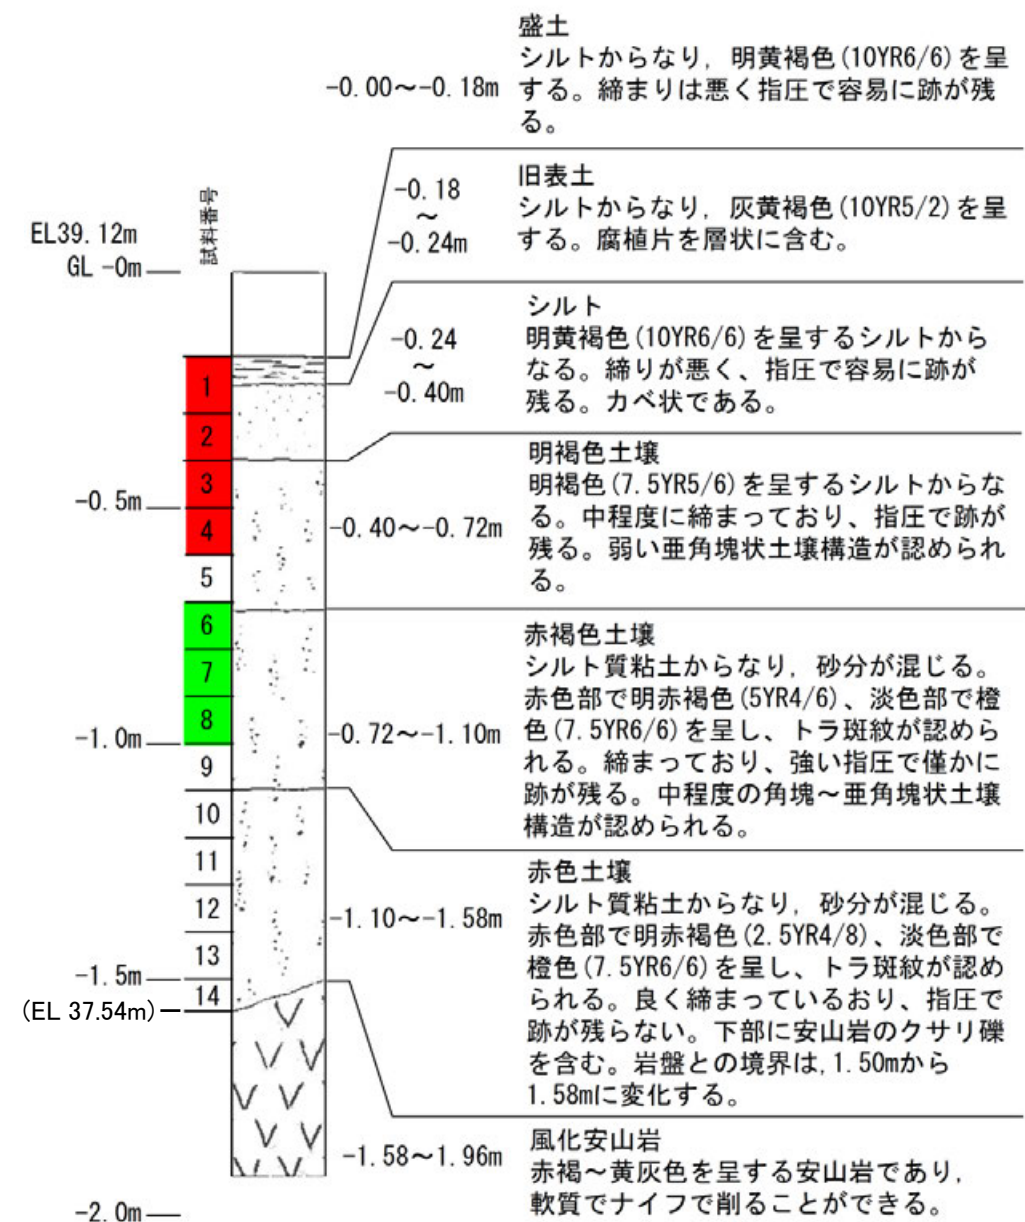 盛土
シルトからなり, 明黄褐色(10YR6/6)を呈
-0.00～-0.18m
する。締まりは悪く指圧で容易に跡が残
る。
試料番号
EL39.12m
GL -0m
-0.18
～
-0.24m
旧表土
シルトからなり, 灰黄褐色(10YR5/2)を呈
する。腐植片を層状に含む。
-0.24
～
-0.40m
シルト
明黄褐色(10YR6/6)を呈するシルトから
なる。締りが悪く、指圧で容易に跡が
残る。カベ状である。
1
2
3
4
5
6
7
8
9
10
11
12
13
14
-0.5m
-1.0m
-1.5m
(EL 37.54m)
-2.0m
-0.40～-0.72m
明褐色土壌
明褐色(7.5YR5/6)を呈するシルトからな
る。中程度に締まっており、指圧で跡が
残る。弱い亜角塊状土壌構造が認められ
る。
-0.72～-1.10m
赤褐色土壌
シルト質粘土からなり, 砂分が混じる。
赤色部で明赤褐色(5YR4/6)、淡色部で橙
色(7.5YR6/6)を呈し、トラ斑紋が認めら
れる。締まっており、強い指圧で僅かに
跡が残る。中程度の角塊～亜角塊状土壌
構造が認められる。
-1.10～-1.58m
赤色土壌
シルト質粘土からなり, 砂分が混じる。
赤色部で明赤褐色(2.5YR4/8)、淡色部で
橙色(7.5YR6/6)を呈し、トラ斑紋が認め
られる。良く締まっているおり、指圧で
跡が残らない。下部に安山岩のクサリ礫
を含む。岩盤との境界は, 1.50mから
1.58mに変化する。
-1.58～1.96m
風化安山岩
赤褐～黄灰色を呈する安山岩であり,
軟質でナイフで削ることができる。